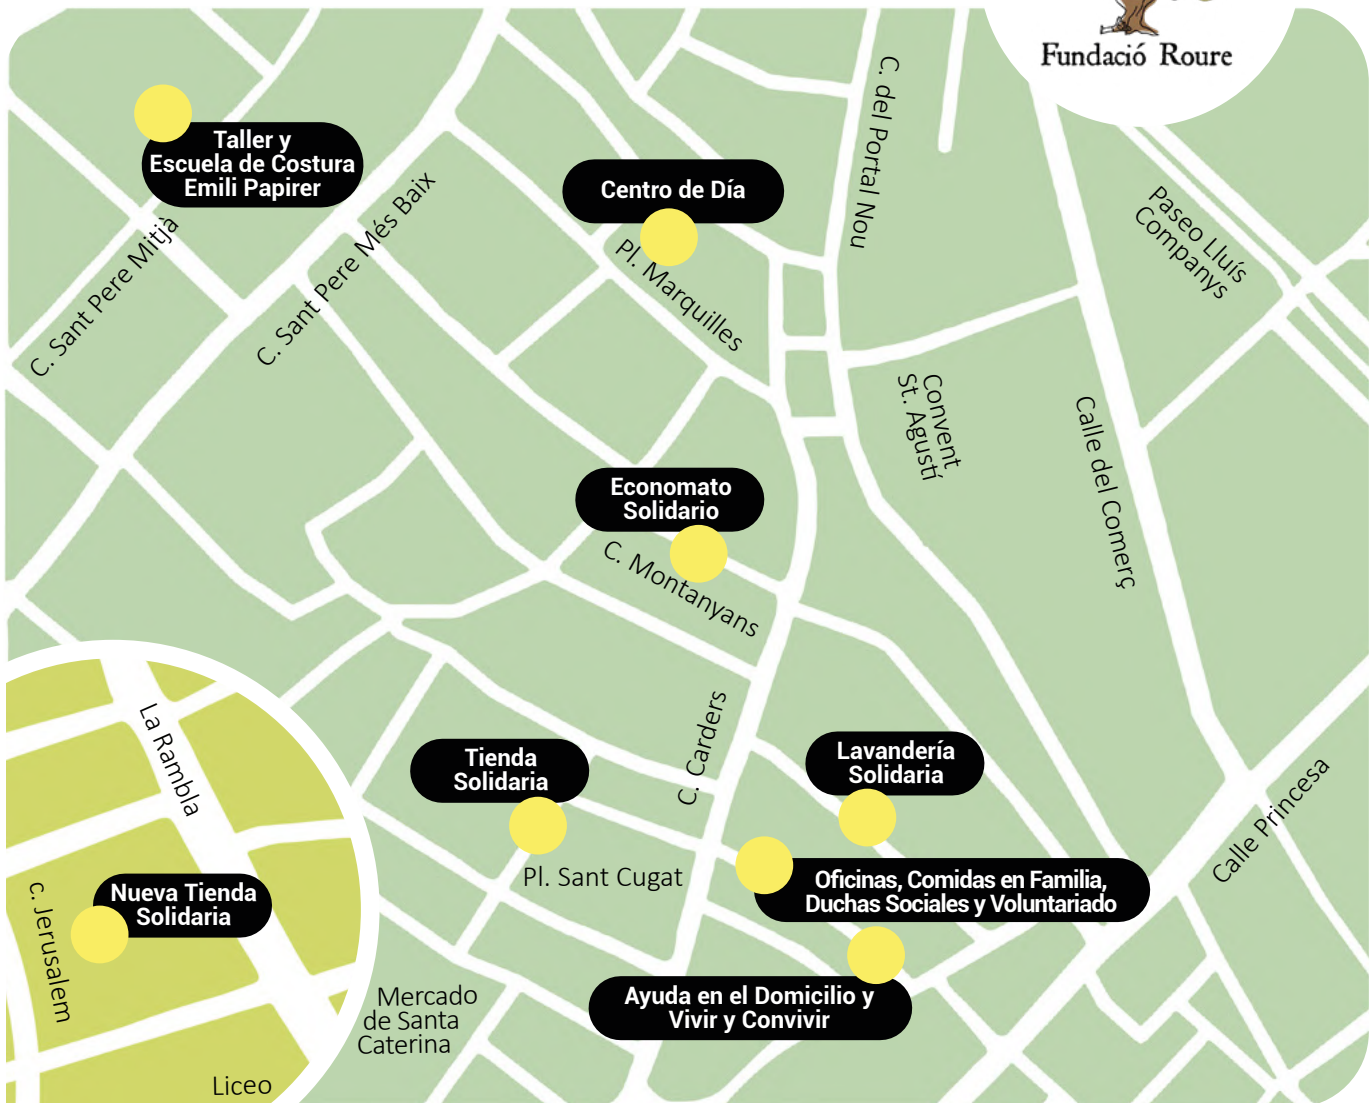 Fundació Roure
Taller y
Escuela de Costura
Emili Papirer
Centro de Día
C. del Portal Nou
Paseo Lluís
Companys
C. Sant Pere Mitjà
C. Sant Pere Més Baix
Pl. Marquilles
Convent
St. Agustí
Calle del Comerç
Economato
Solidario
C. Montanyans
C. Carders
La Rambla
Tienda
Solidaria
Lavandería
Solidaria
Calle Princesa
Pl. Sant Cugat
Oficinas, Comidas en Familia,
Duchas Sociales y Voluntariado
Nueva Tienda
Solidaria
c. Jerusalem
Ayuda en el Domicilio y
Vivir y Convivir
Mercado
de Santa
Caterina
Liceo